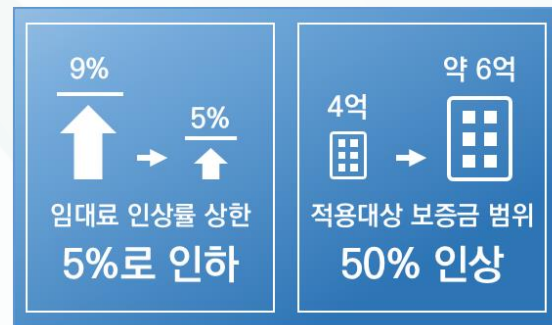 9%
5%
임대료 인상률 상한
5%로 인하
4억
약 6억
적용대상 보증금 범위
50% 인상